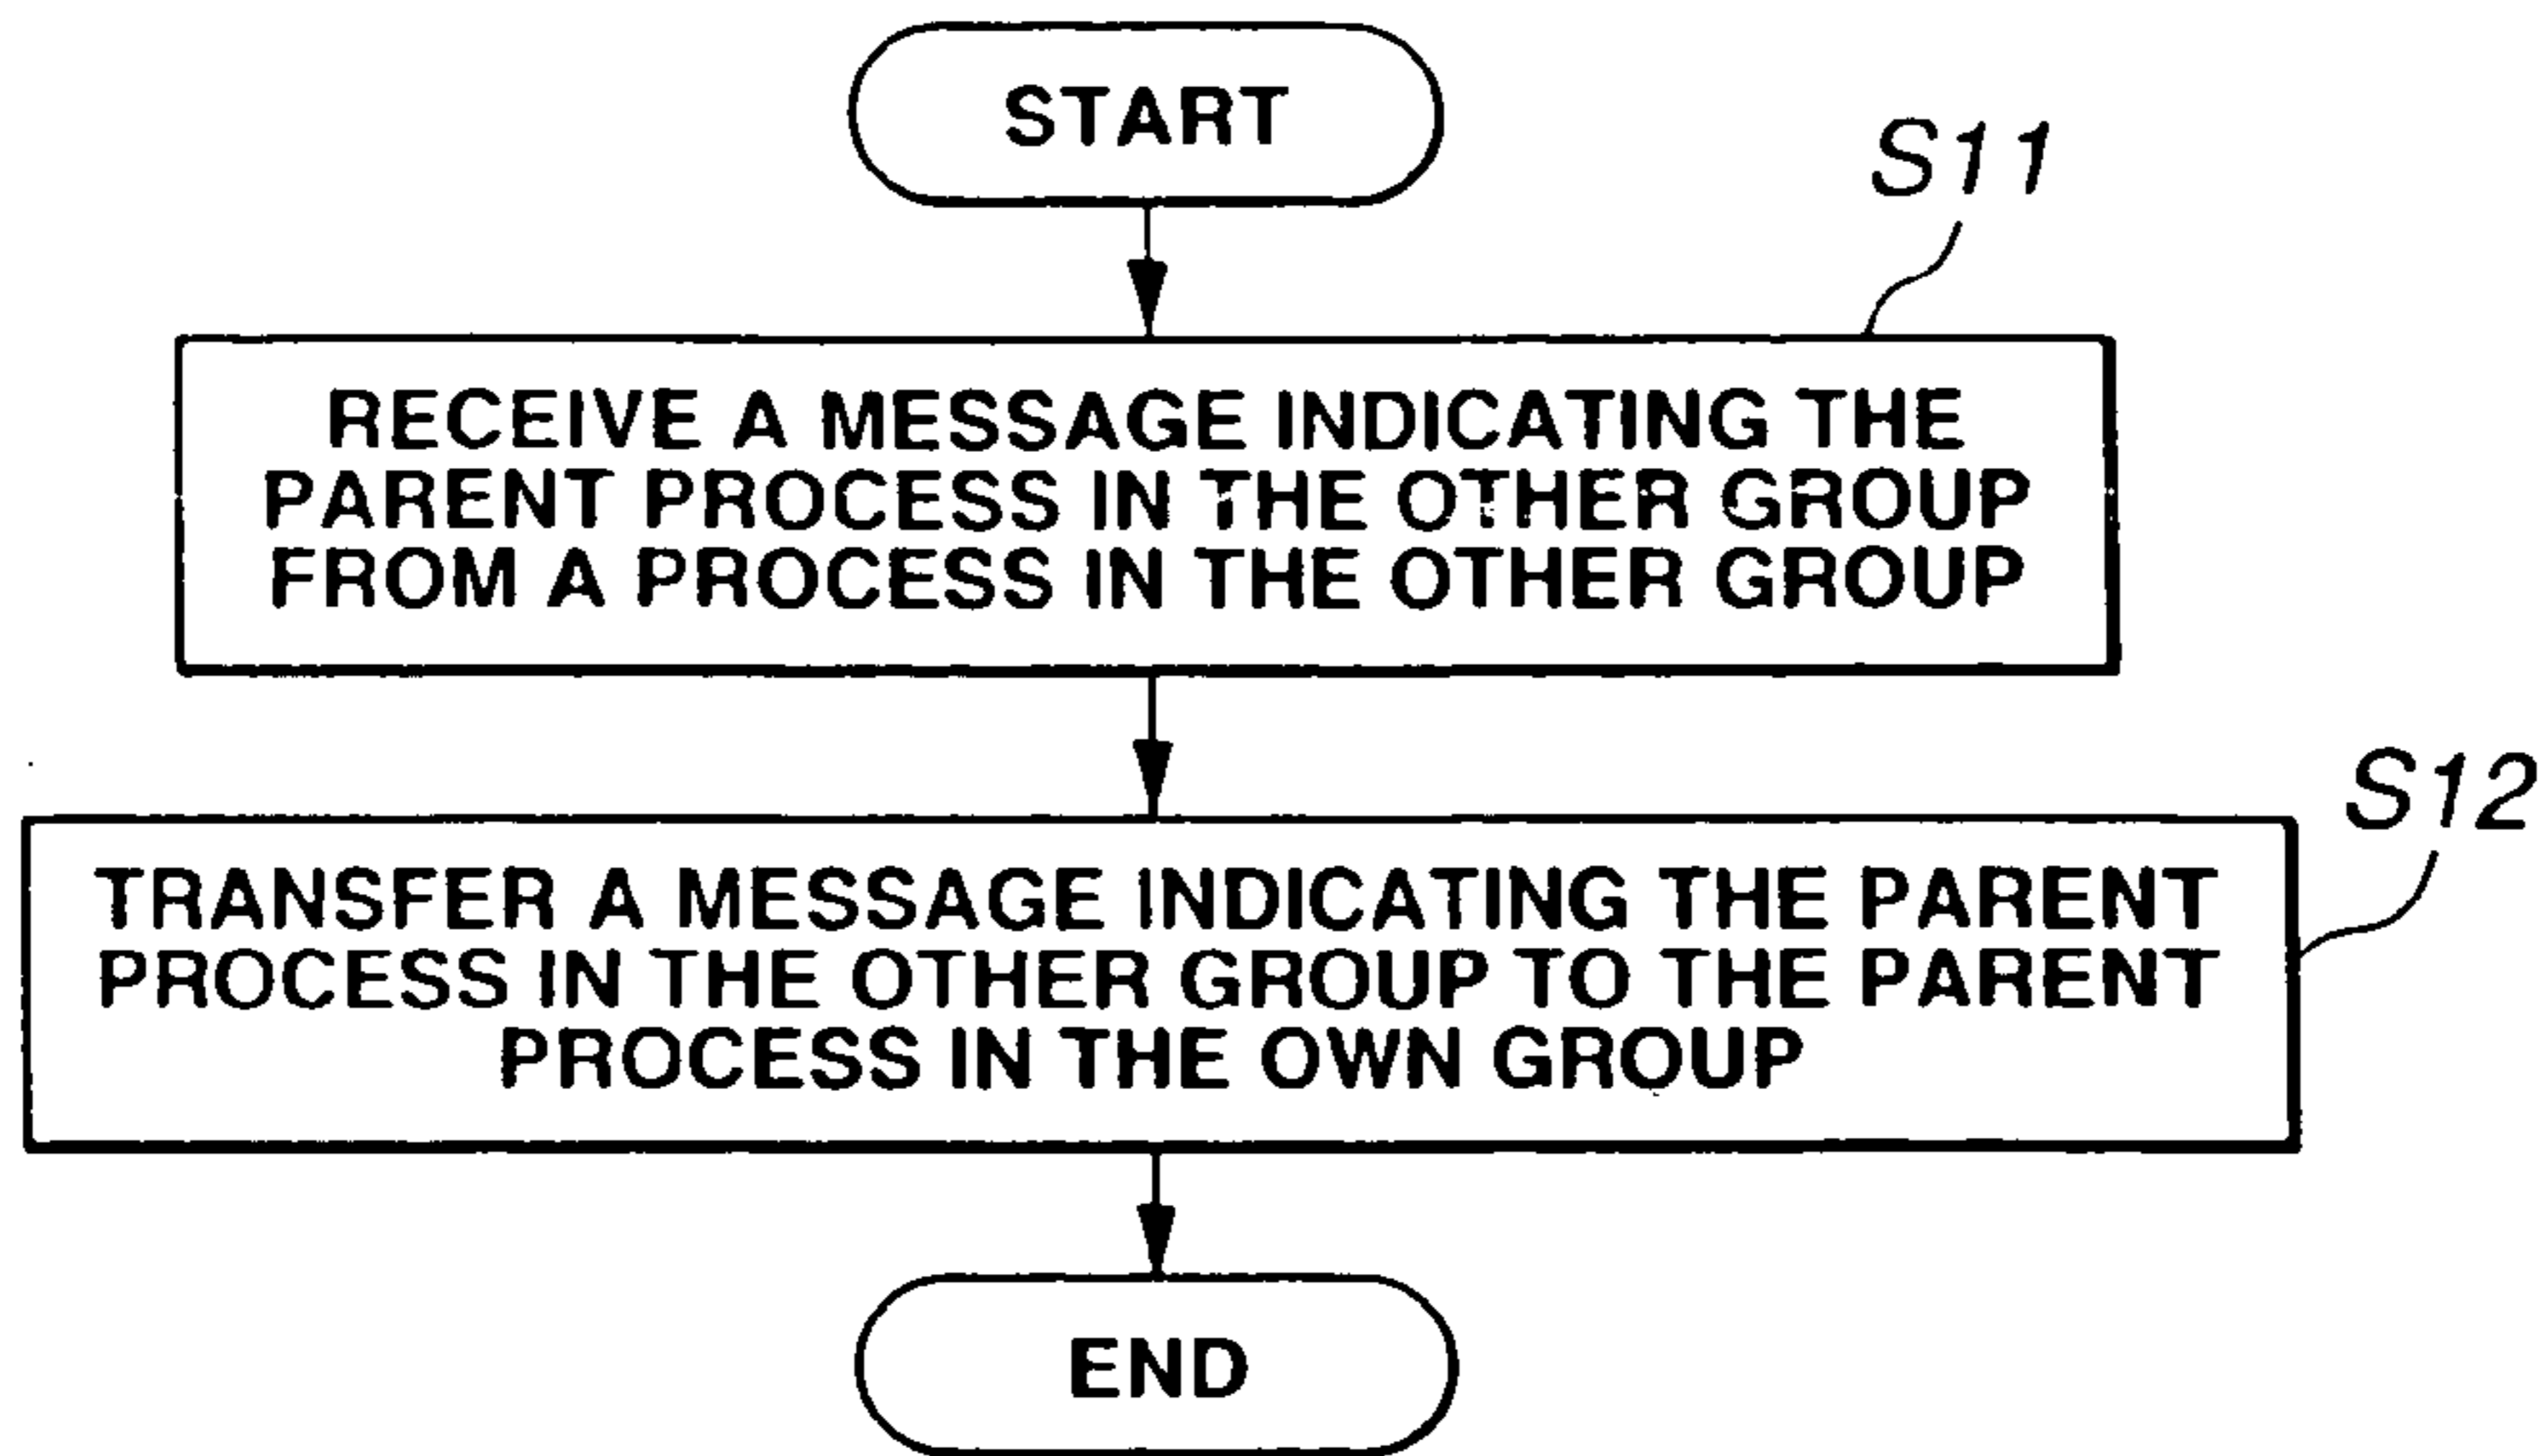 START
S11
RECEIVE A MESSAGE INDICATING THE
PARENT PROCESS IN THE OTHER GROUP
FROM A PROCESS IN THE OTHER GROUP
S12
TRANSFER A MESSAGE INDICATING THE PARENT
PROCESS IN THE OTHER GROUP TO THE PARENT
PROCESS IN THE OWN GROUP
END